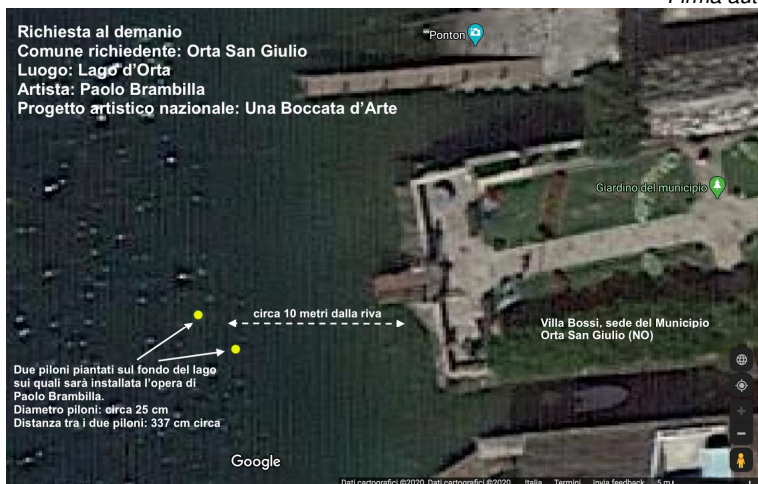 Firma aut
Richiesta al demanio
Comune richiedente: Orta San Giulio
Luogo: Lago d’Orta
Artista: Paolo Brambilla
Progetto artistico nazionale: Una Boccata d’Arte
Ponton
Giardino del municipio
circa 10 metri dalla riva
Villa Bossi, sede del Municipio
Orta San Giulio (NO)
Due piloni piantati sul fondo del lago
sui quali sarà installata l’opera di
Paolo Brambilla.
Diametro piloni: circa 25 cm
Distanza tra i due piloni: 337 cm circa
Google
Dati cartografici ©2020, Dati cartografici ©2020 Italia Termini Invia feedback 5 m